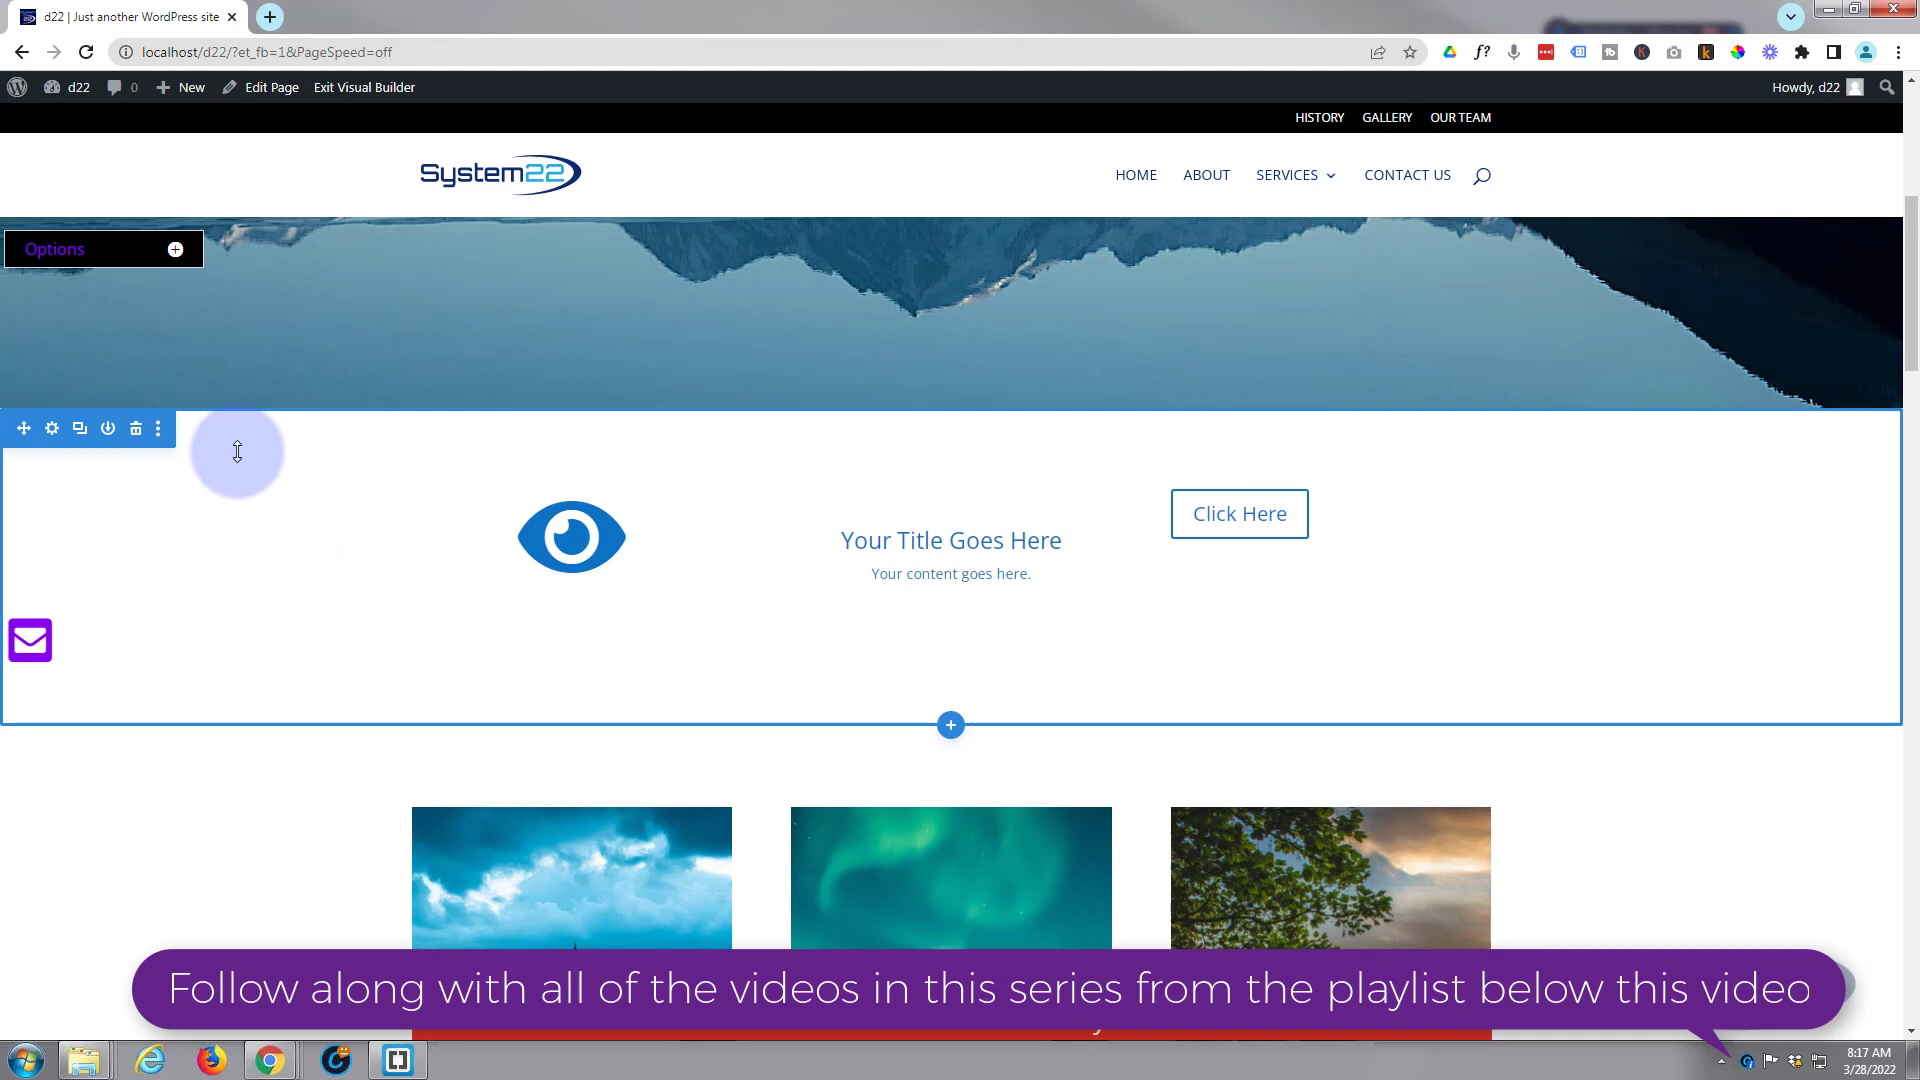 d22 | Just another WordPress site
localhost/d22/?et_fb=1&PageSpeed=off
d22 0 New Edit Page Exit Visual Builder Howdy, d22
HISTORY GALLERY OUR TEAM
System22 HOME ABOUT SERVICES CONTACT US
Options
Click Here
Your Title Goes Here
Your content goes here.
Follow along with all of the videos in this series from the playlist below this video
8:17 AM
3/28/2022